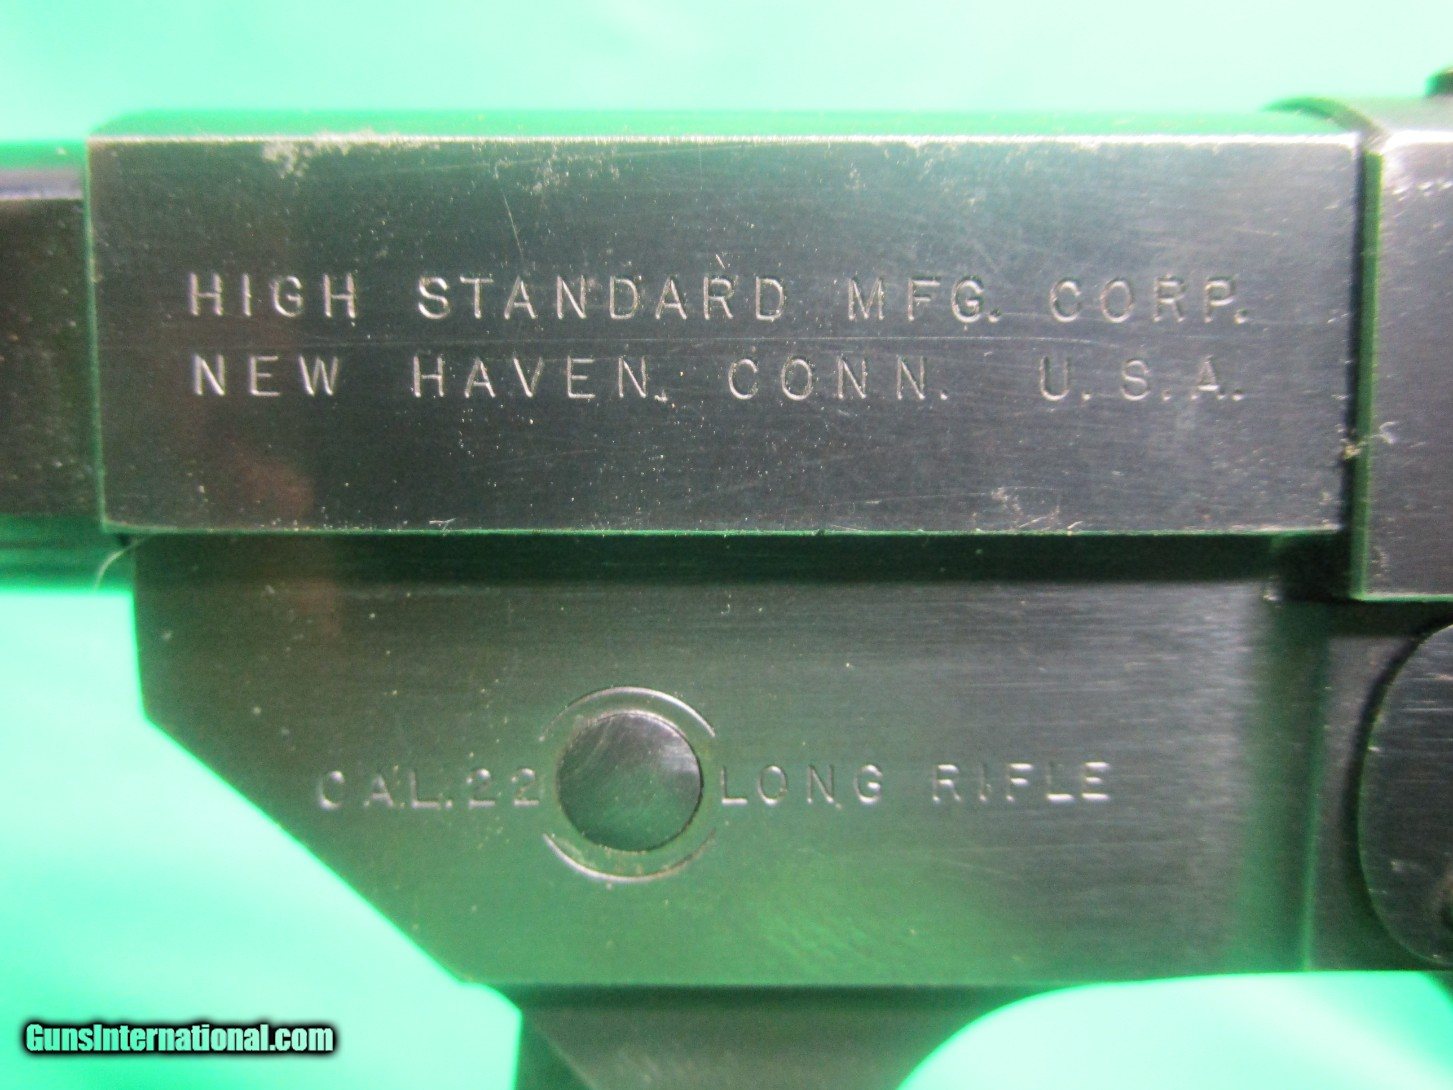 HIGH STANDARD MFG. CORP.
NEW HAVEN, CONN. U.S.A.
CAL.22 LONG RIFLE
GunsInternational.com